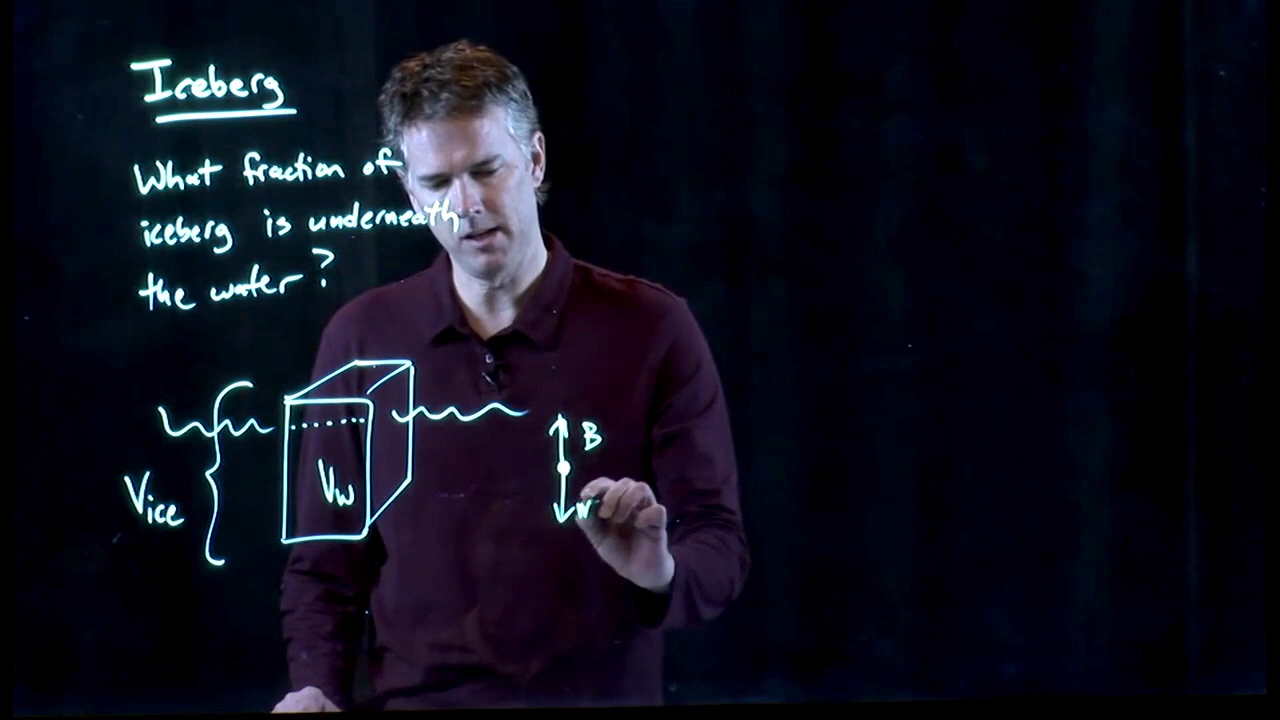 Iceberg
What fraction of
iceberg is underneath
the water?
B
Vw
Vice
W